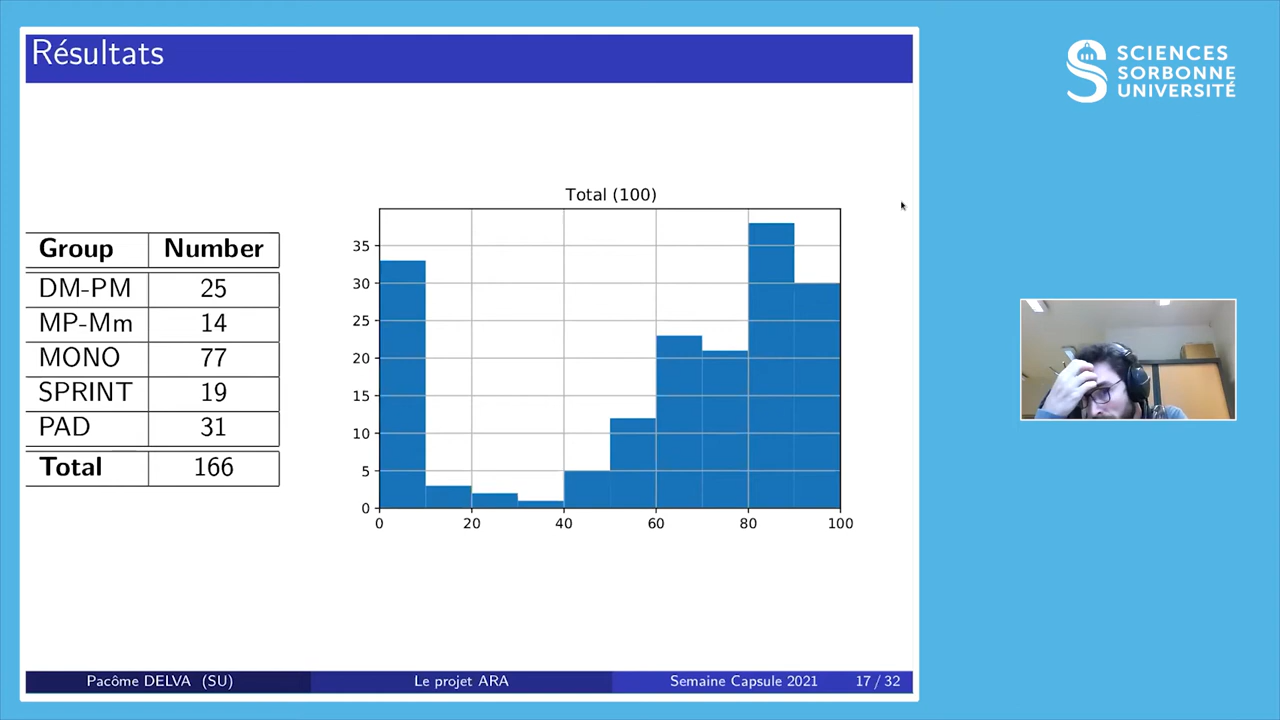 Résultats
SCIENCES
SORBONNE
UNIVERSITÉ
Group Number
DM-PM 25
MP-Mm 14
MONO 77
SPRINT 19
PAD 31
Total 166
Total (100)
35
30
25
20
15
10
5
0
0 20 40 60 80 100
Pacôme DELVA (SU) Le projet ARA Semaine Capsule 2021 17 / 32